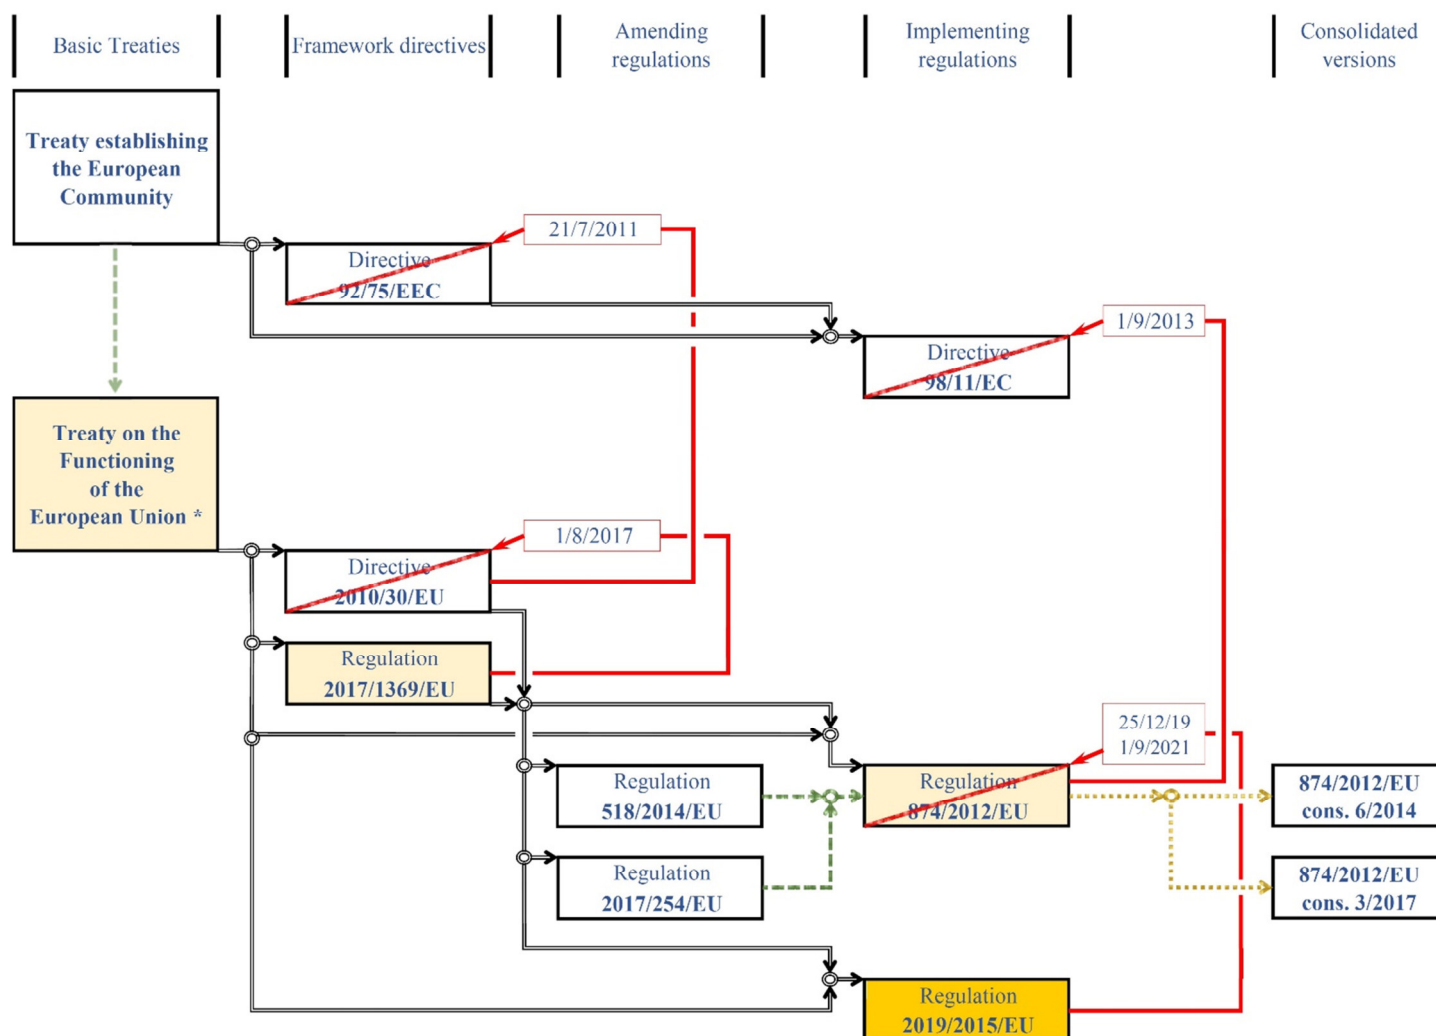 Basic Treaties
Framework directives
Amending
regulations
Implementing
regulations
Consolidated
versions
Treaty establishing
the European
Community
21/7/2011
Directive
92/75/EEC
1/9/2013
Directive
98/11/EC
Treaty on the
Functioning
of the
European Union *
1/8/2017
Directive
2010/30/EU
Regulation
2017/1369/EU
25/12/19
1/9/2021
Regulation
518/2014/EU
Regulation
874/2012/EU
874/2012/EU
cons. 6/2014
Regulation
2017/254/EU
874/2012/EU
cons. 3/2017
Regulation
2019/2015/EU